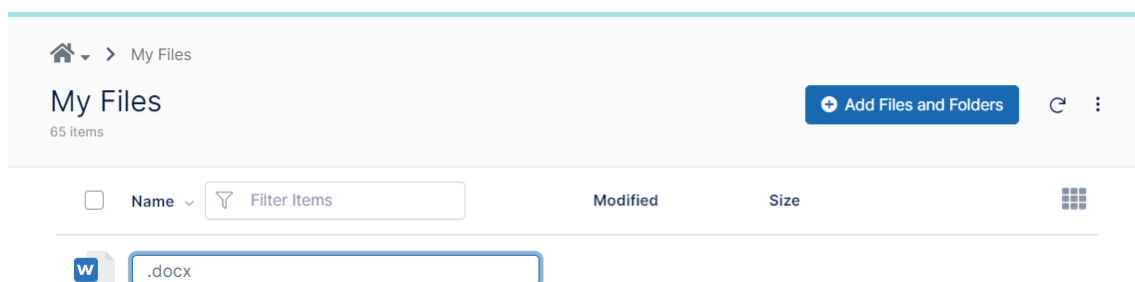 My Files
My Files
65 items
Add Files and Folders
Name Filter Items Modified Size
W .docx